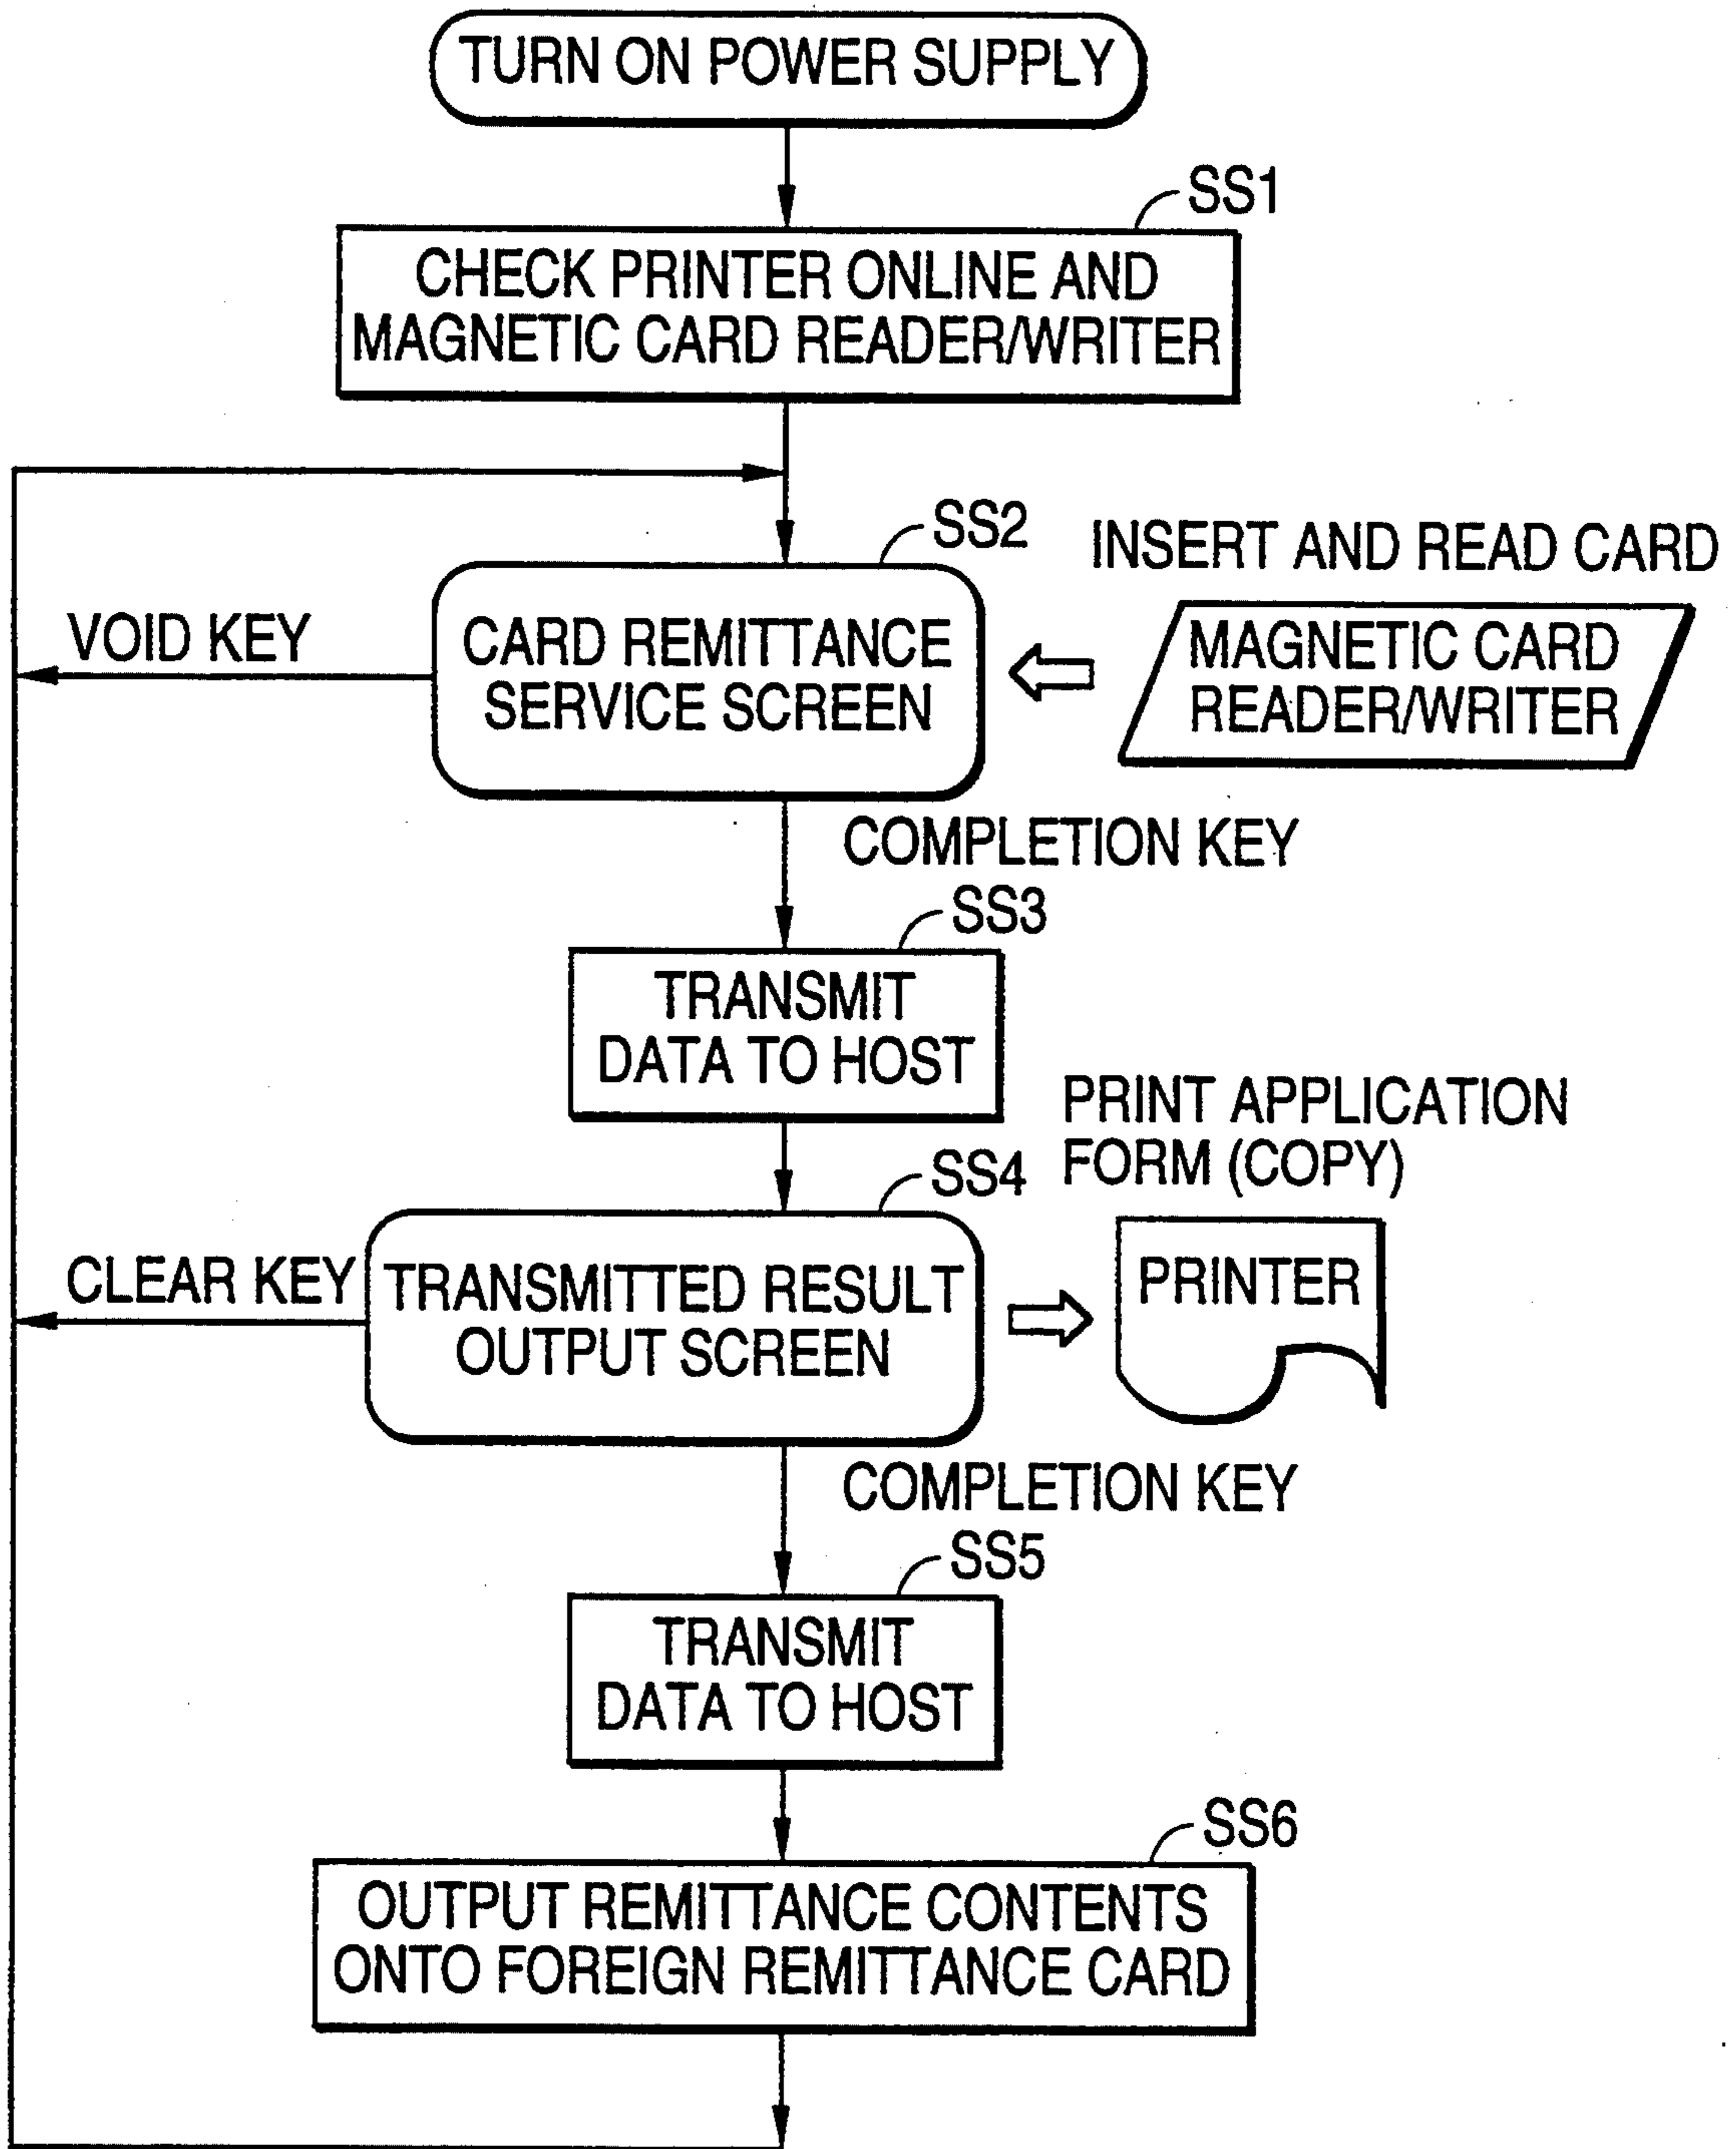 TURN ON POWER SUPPLY
SS1
CHECK PRINTER ONLINE AND
MAGNETIC CARD READER/WRITER
SS2
INSERT AND READ CARD
VOID KEY
CARD REMITTANCE
SERVICE SCREEN
MAGNETIC CARD
READER/WRITER
COMPLETION KEY
SS3
TRANSMIT
DATA TO HOST
PRINT APPLICATION
FORM (COPY)
SS4
CLEAR KEY
TRANSMITTED RESULT
OUTPUT SCREEN
PRINTER
COMPLETION KEY
SS5
TRANSMIT
DATA TO HOST
SS6
OUTPUT REMITTANCE CONTENTS
ONTO FOREIGN REMITTANCE CARD